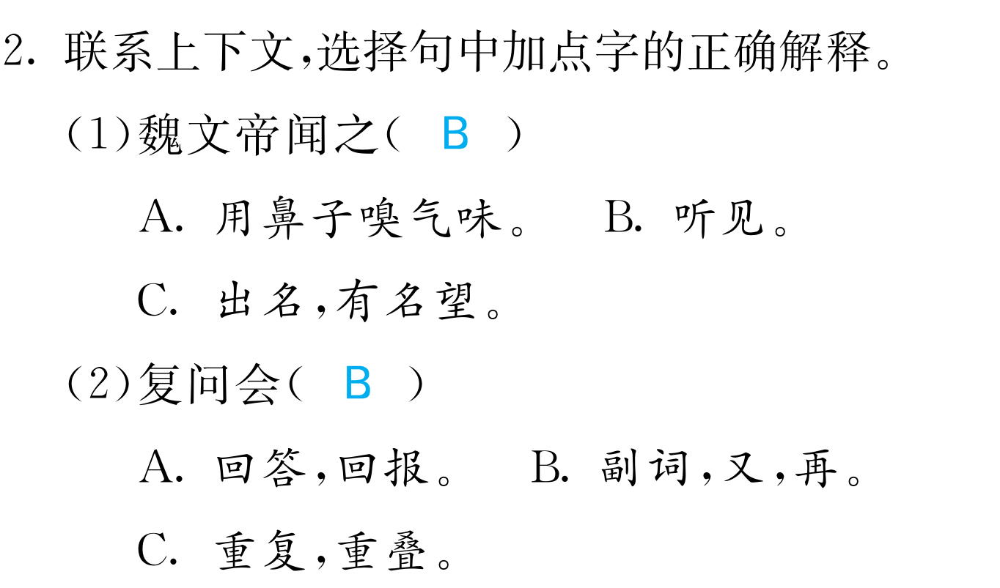 2. 联系上下文,选择句中加点字的正确解释。
(1)魏文帝闻之( B )
A. 用鼻子嗅气味。 B. 听见。
C. 出名,有名望。
(2)复问会( B )
A. 回答,回报。 B. 副词,又,再。
C. 重复,重叠。